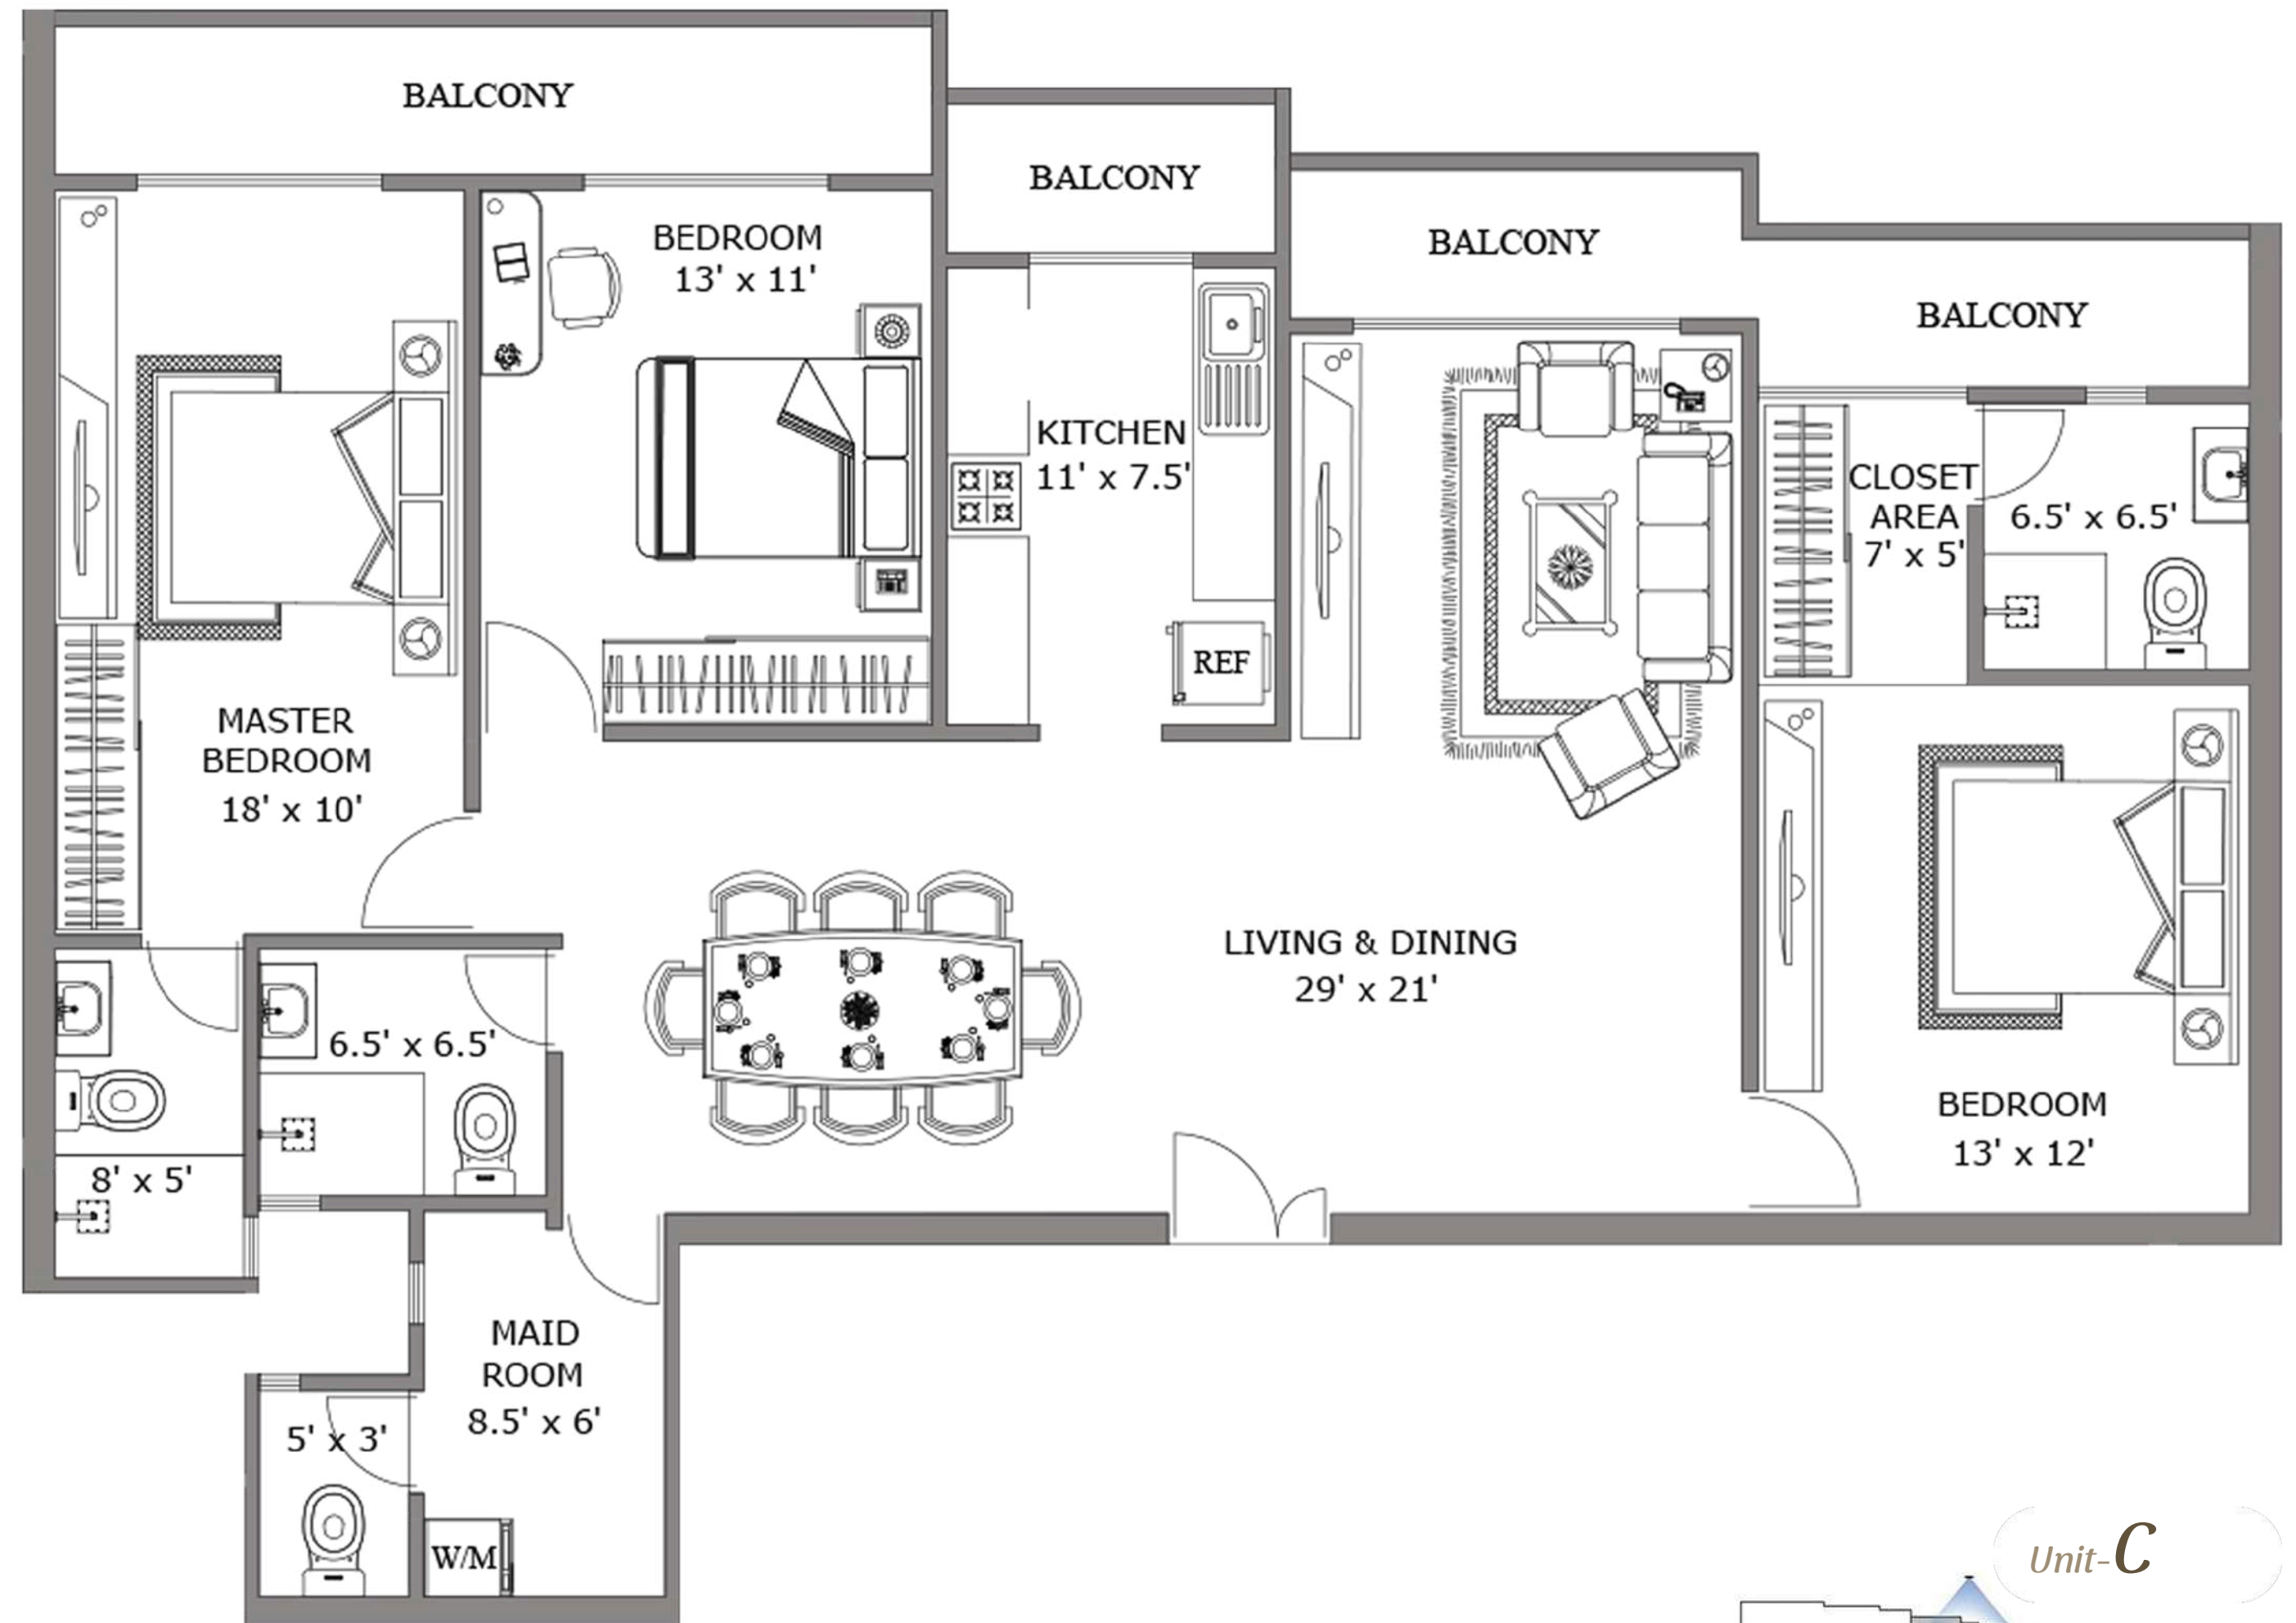 BALCONY
BALCONY
BALCONY
BALCONY
BEDROOM
13' x 11'
KITCHEN
11' x 7.5'
CLOSET
AREA
7' x 5'
6.5' x 6.5'
REF
MASTER
BEDROOM
18' x 10'
LIVING & DINING
29' x 21'
6.5' x 6.5'
BEDROOM
13' x 12'
8' x 5'
MAID
ROOM
8.5' x 6'
5' x 3'
W/M
Unit-C